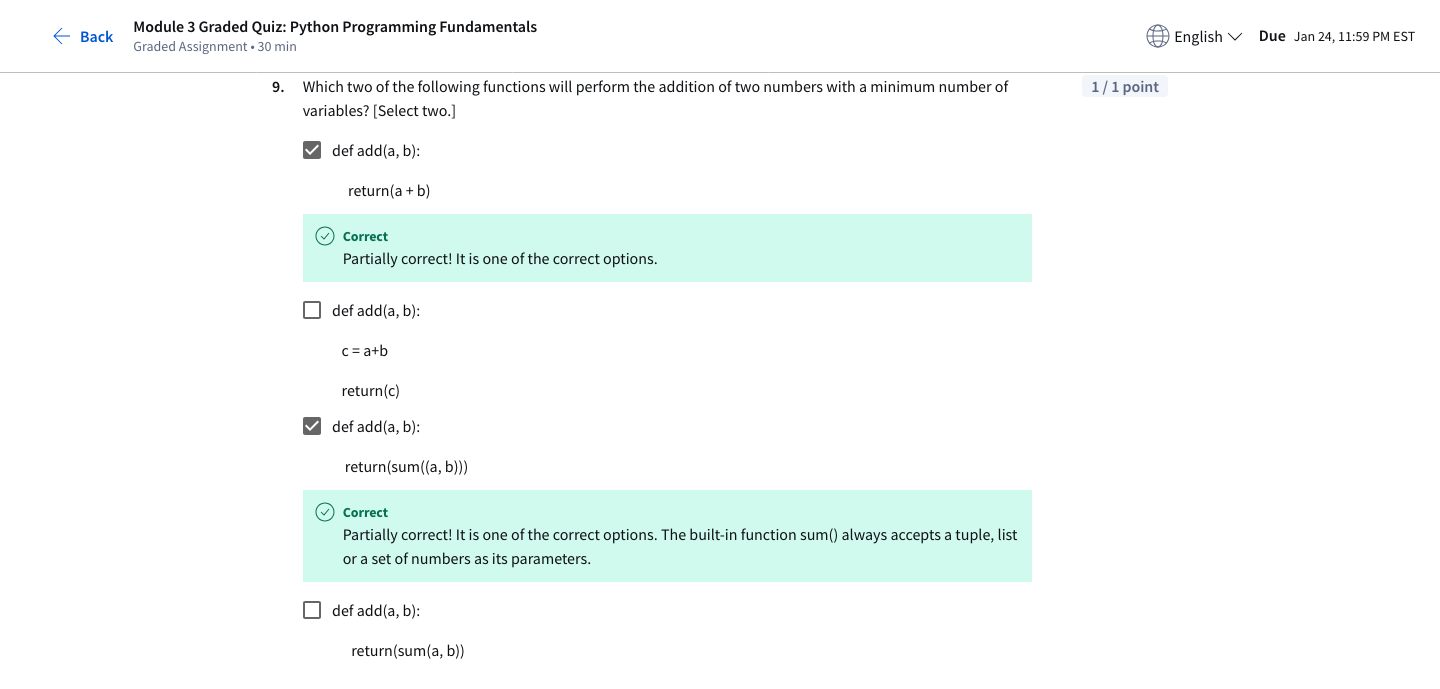 Back
Module 3 Graded Quiz: Python Programming Fundamentals
Graded Assignment • 30 min
English
Due Jan 24, 11:59 PM EST
9. Which two of the following functions will perform the addition of two numbers with a minimum number of
variables? [Select two.]
1 / 1 point
def add(a, b):
return(a + b)
Correct
Partially correct! It is one of the correct options.
def add(a, b):
c = a+b
return(c)
def add(a, b):
return(sum((a, b)))
Correct
Partially correct! It is one of the correct options. The built-in function sum() always accepts a tuple, list
or a set of numbers as its parameters.
def add(a, b):
return(sum(a, b))